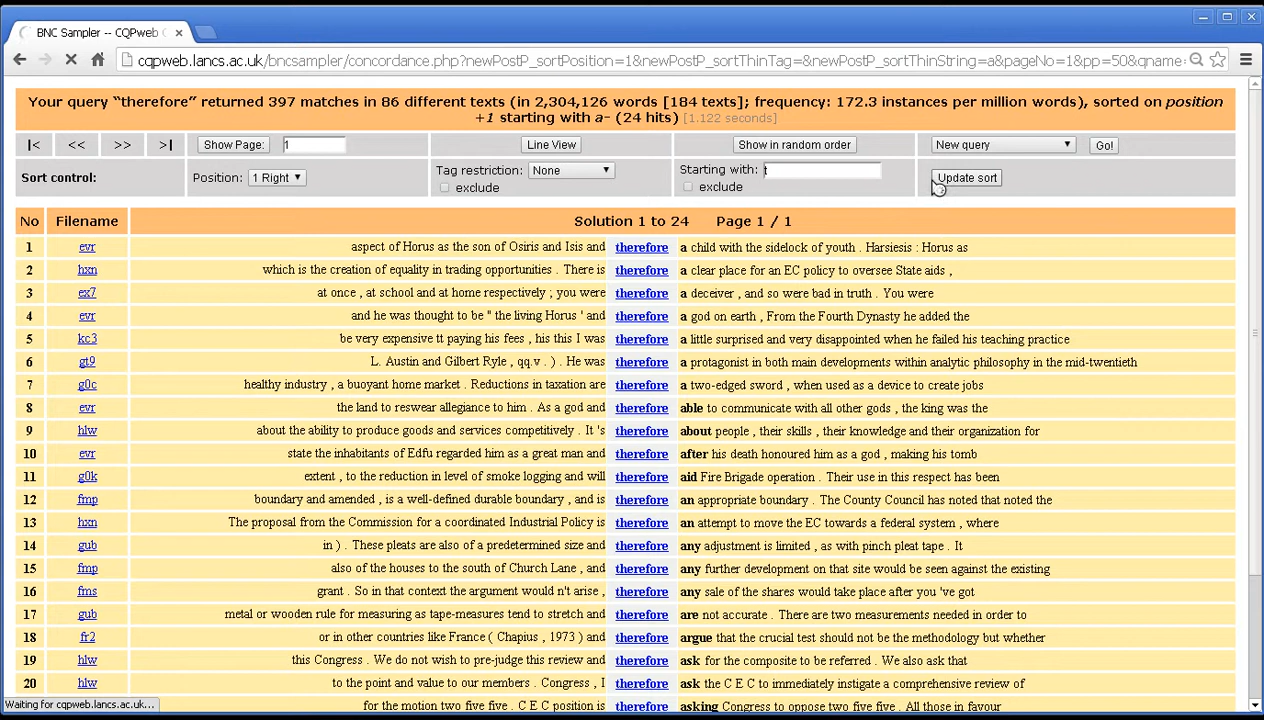 BNC Sampler -- CQPweb
cqpweb.lancs.ac.uk/bncsampler/concordance.php?newPostP_sortPosition=1&newPostP_sortThinTag=&newPostP_sortThinString=a&pageNo=1&pp=50&qname
Your query “therefore” returned 397 matches in 86 different texts (in 2,304,126 words [184 texts]; frequency: 172.3 instances per million words), sorted on position
+1 starting with a- (24 hits) [1.122 seconds]
|< << >> >| Show Page: 1 Line View Show in random order New query Go!
Sort control: Position: 1 Right Tag restriction: None exclude Starting with: t exclude Update sort
No Filename Solution 1 to 24 Page 1 / 1
1 evr aspect of Horus as the son of Osiris and Isis and therefore a child with the sidelock of youth . Harsiesis : Horus as
2 hxn which is the creation of equality in trading opportunities . There is therefore a clear place for an EC policy to oversee State aids ,
3 ex7 at once , at school and at home respectively ; you were therefore a deceiver , and so were bad in truth . You were
4 evr and he was thought to be " the living Horus ' and therefore a god on earth , From the Fourth Dynasty he added the
5 kc3 be very expensive tt paying his fees , his this I was therefore a little surprised and very disappointed when he failed his teaching practice
6 gt9 L. Austin and Gilbert Ryle , qq.v . ) . He was therefore a protagonist in both main developments within analytic philosophy in the mid-twentieth
7 g0c healthy industry , a buoyant home market . Reductions in taxation are therefore a two-edged sword , when used as a device to create jobs
8 evr the land to reswear allegiance to him . As a god and therefore able to communicate with all other gods , the king was the
9 hlw about the ability to produce goods and services competitively . It 's therefore about people , their skills , their knowledge and their organization for
10 evr state the inhabitants of Edfu regarded him as a great man and therefore after his death honoured him as a god , making his tomb
11 g0k extent , to the reduction in level of smoke logging and will therefore aid Fire Brigade operation . Their use in this respect has been
12 fmp boundary and amended , is a well-defined durable boundary , and is therefore an appropriate boundary . The County Council has noted that noted the
13 hxn The proposal from the Commission for a coordinated Industrial Policy is therefore an attempt to move the EC towards a federal system , where
14 gub in ) . These pleats are also of a predetermined size and therefore any adjustment is limited , as with pinch pleat tape . It
15 fmp also of the houses to the south of Church Lane , and therefore any further development on that site would be seen against the existing
16 fms grant . So in that context the argument would n't arise , therefore any sale of the shares would take place after you 've got
17 gub metal or wooden rule for measuring as tape-measures tend to stretch and therefore are not accurate . There are two measurements needed in order to
18 fr2 or in other countries like France ( Chapius , 1973 ) and therefore argue that the crucial test should not be the methodology but whether
19 hlw this Congress . We do not wish to pre-judge this review and therefore ask for the composite to be referred . We also ask that
20 hlw to the point and value to our members . Congress , I therefore ask the C E C to immediately instigate a comprehensive review of
for the motion two five five . C E C position is therefore asking Congress to oppose two five five . All those in favour
Waiting for cqpweb.lancs.ac.uk...